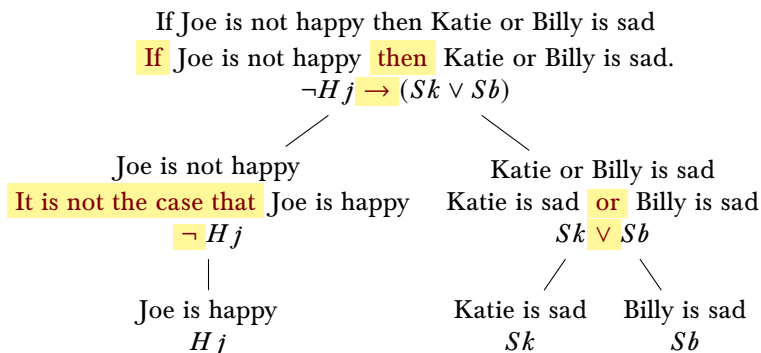 If Joe is not happy then Katie or Billy is sad
If Joe is not happy then Katie or Billy is sad.
¬Hj → (Sk ∨ Sb)
Joe is not happy
It is not the case that Joe is happy
¬ Hj
Katie or Billy is sad
Katie is sad or Billy is sad
Sk ∨ Sb
Joe is happy
Hj
Katie is sad
Sk
Billy is sad
Sb